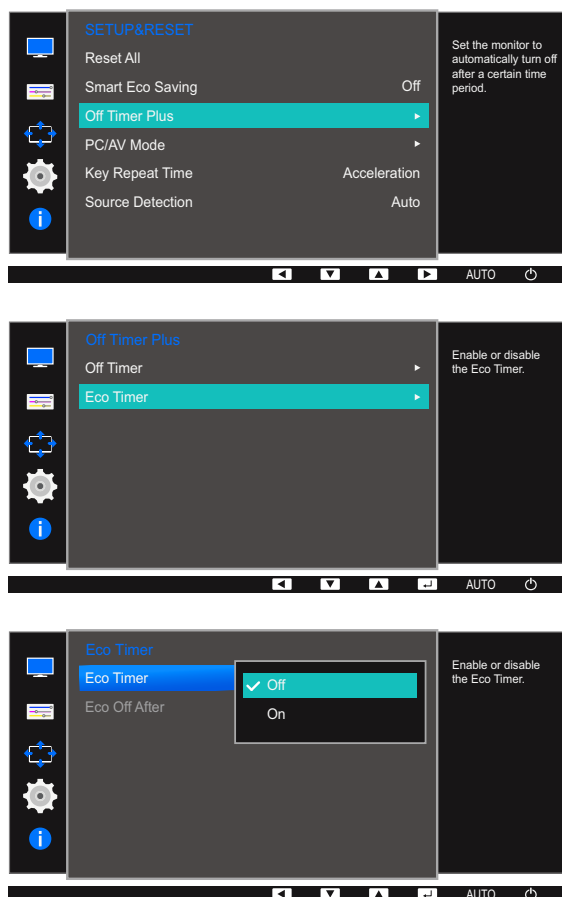 SETUP&RESET
Reset All
Smart Eco Saving Off
Off Timer Plus
PC/AV Mode
Key Repeat Time Acceleration
Source Detection Auto
Set the monitor to
automatically turn off
after a certain time
period.
AUTO
Off Timer Plus
Off Timer
Eco Timer
Enable or disable
the Eco Timer.
AUTO
Eco Timer
Eco Timer
Eco Off After
Off
On
Enable or disable
the Eco Timer.
AUTO